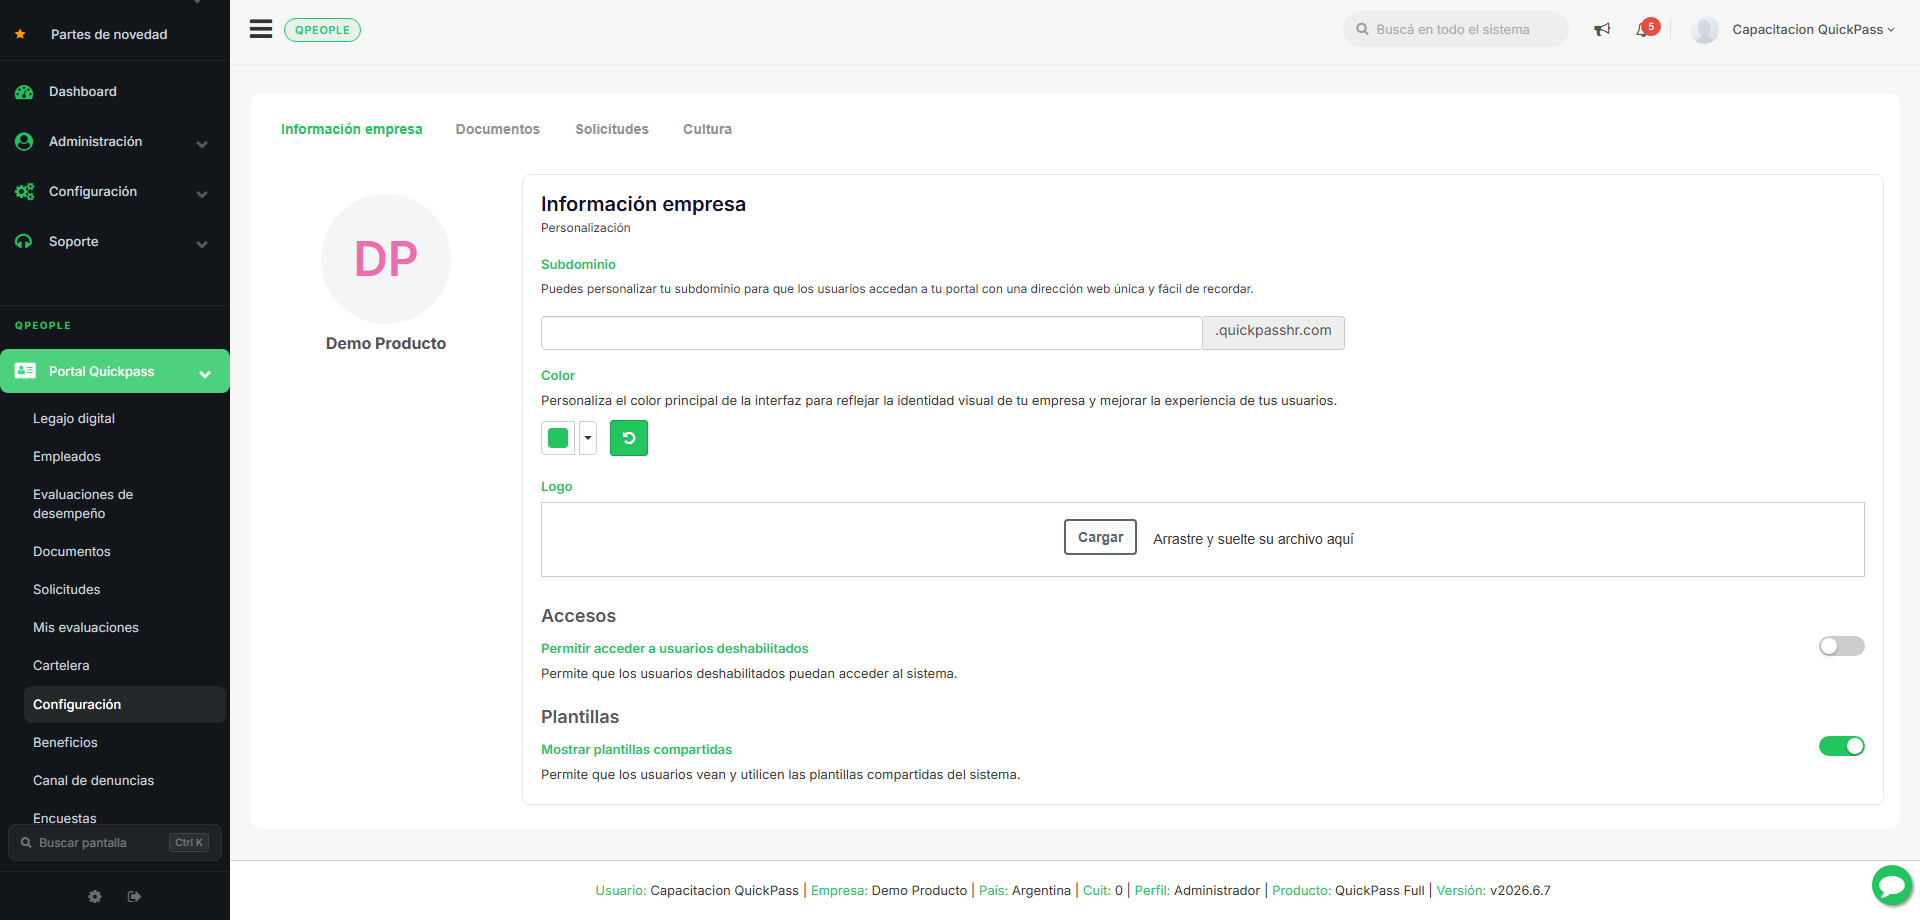 Partes de novedad
Dashboard
Administración
Configuración
Soporte
QPEOPLE
Portal Quickpass
Legajo digital
Empleados
Evaluaciones de
desempeño
Documentos
Solicitudes
Mis evaluaciones
Cartelera
Configuración
Beneficios
Canal de denuncias
Encuestas
Buscar pantalla Ctrl K
QPEOPLE
Buscá en todo el sistema
5
Capacitacion QuickPass
Información empresa Documentos Solicitudes Cultura
DP
Demo Producto
Información empresa
Personalización
Subdominio
Puedes personalizar tu subdominio para que los usuarios accedan a tu portal con una dirección web única y fácil de recordar.
.quickpasshr.com
Color
Personaliza el color principal de la interfaz para reflejar la identidad visual de tu empresa y mejorar la experiencia de tus usuarios.
Logo
Cargar Arrastre y suelte su archivo aquí
Accesos
Permitir acceder a usuarios deshabilitados
Permite que los usuarios deshabilitados puedan acceder al sistema.
Plantillas
Mostrar plantillas compartidas
Permite que los usuarios vean y utilicen las plantillas compartidas del sistema.
Usuario: Capacitacion QuickPass | Empresa: Demo Producto | País: Argentina | Cuit: 0 | Perfil: Administrador | Producto: QuickPass Full | Versión: v2026.6.7